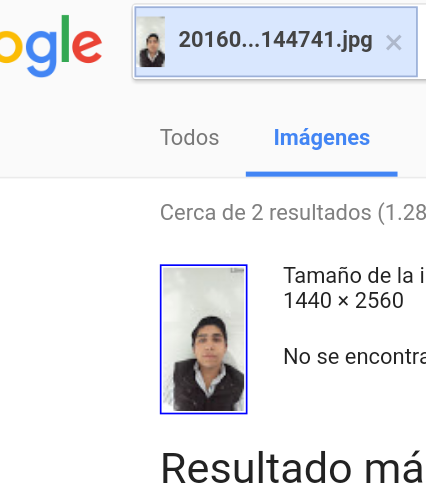 ogle
20160...144741.jpg ×
Todos Imágenes
Cerca de 2 resultados (1.28
Tamaño de la i
1440 × 2560
No se encontra
Resultado má